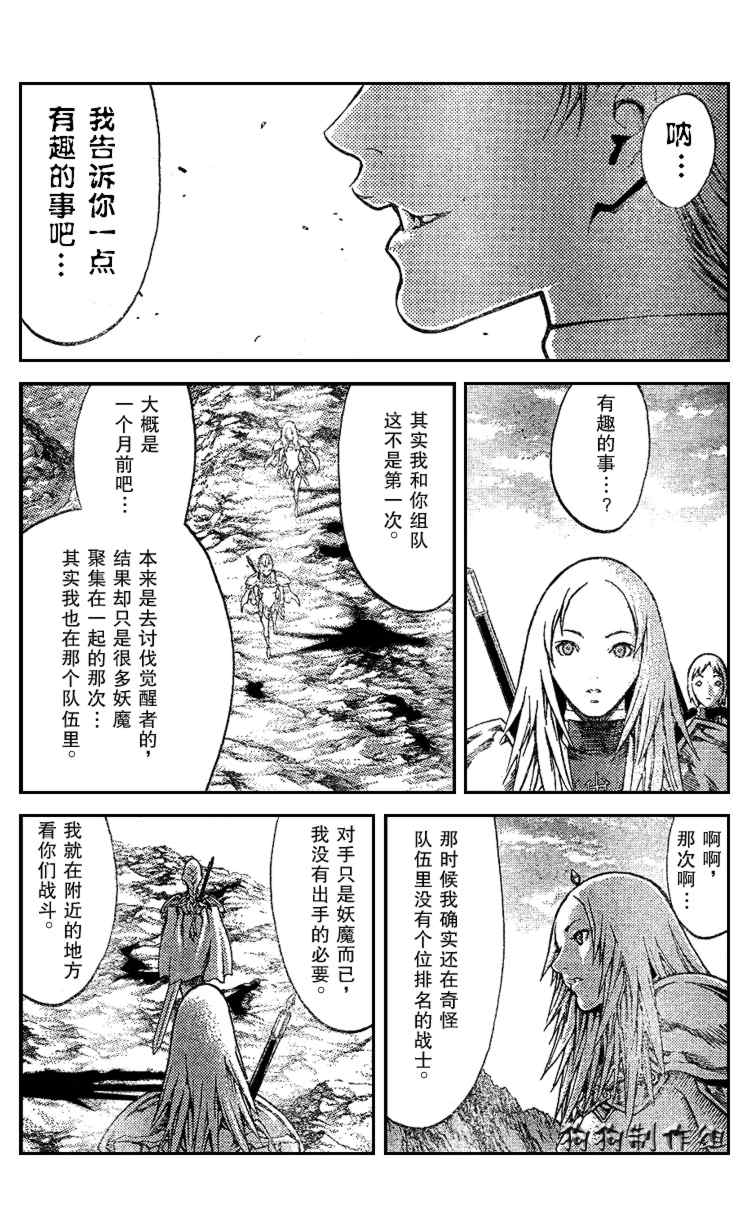 呐…
我告诉你一点
有趣的事吧…
有趣的事…?
其实我和你组队
这不是第一次。
大概是
一个月前吧…
本来是去讨伐觉醒者的,
结果却只是很多妖魔
聚集在一起的那次…
其实我也在那个队伍里。
啊啊,
那次啊…
那时候我确实还在奇怪
队伍里没有个位排名的战士。
对手只是妖魔而已,
我没有出手的必要。
我就在附近的地方
看你们战斗。
狗狗制作组